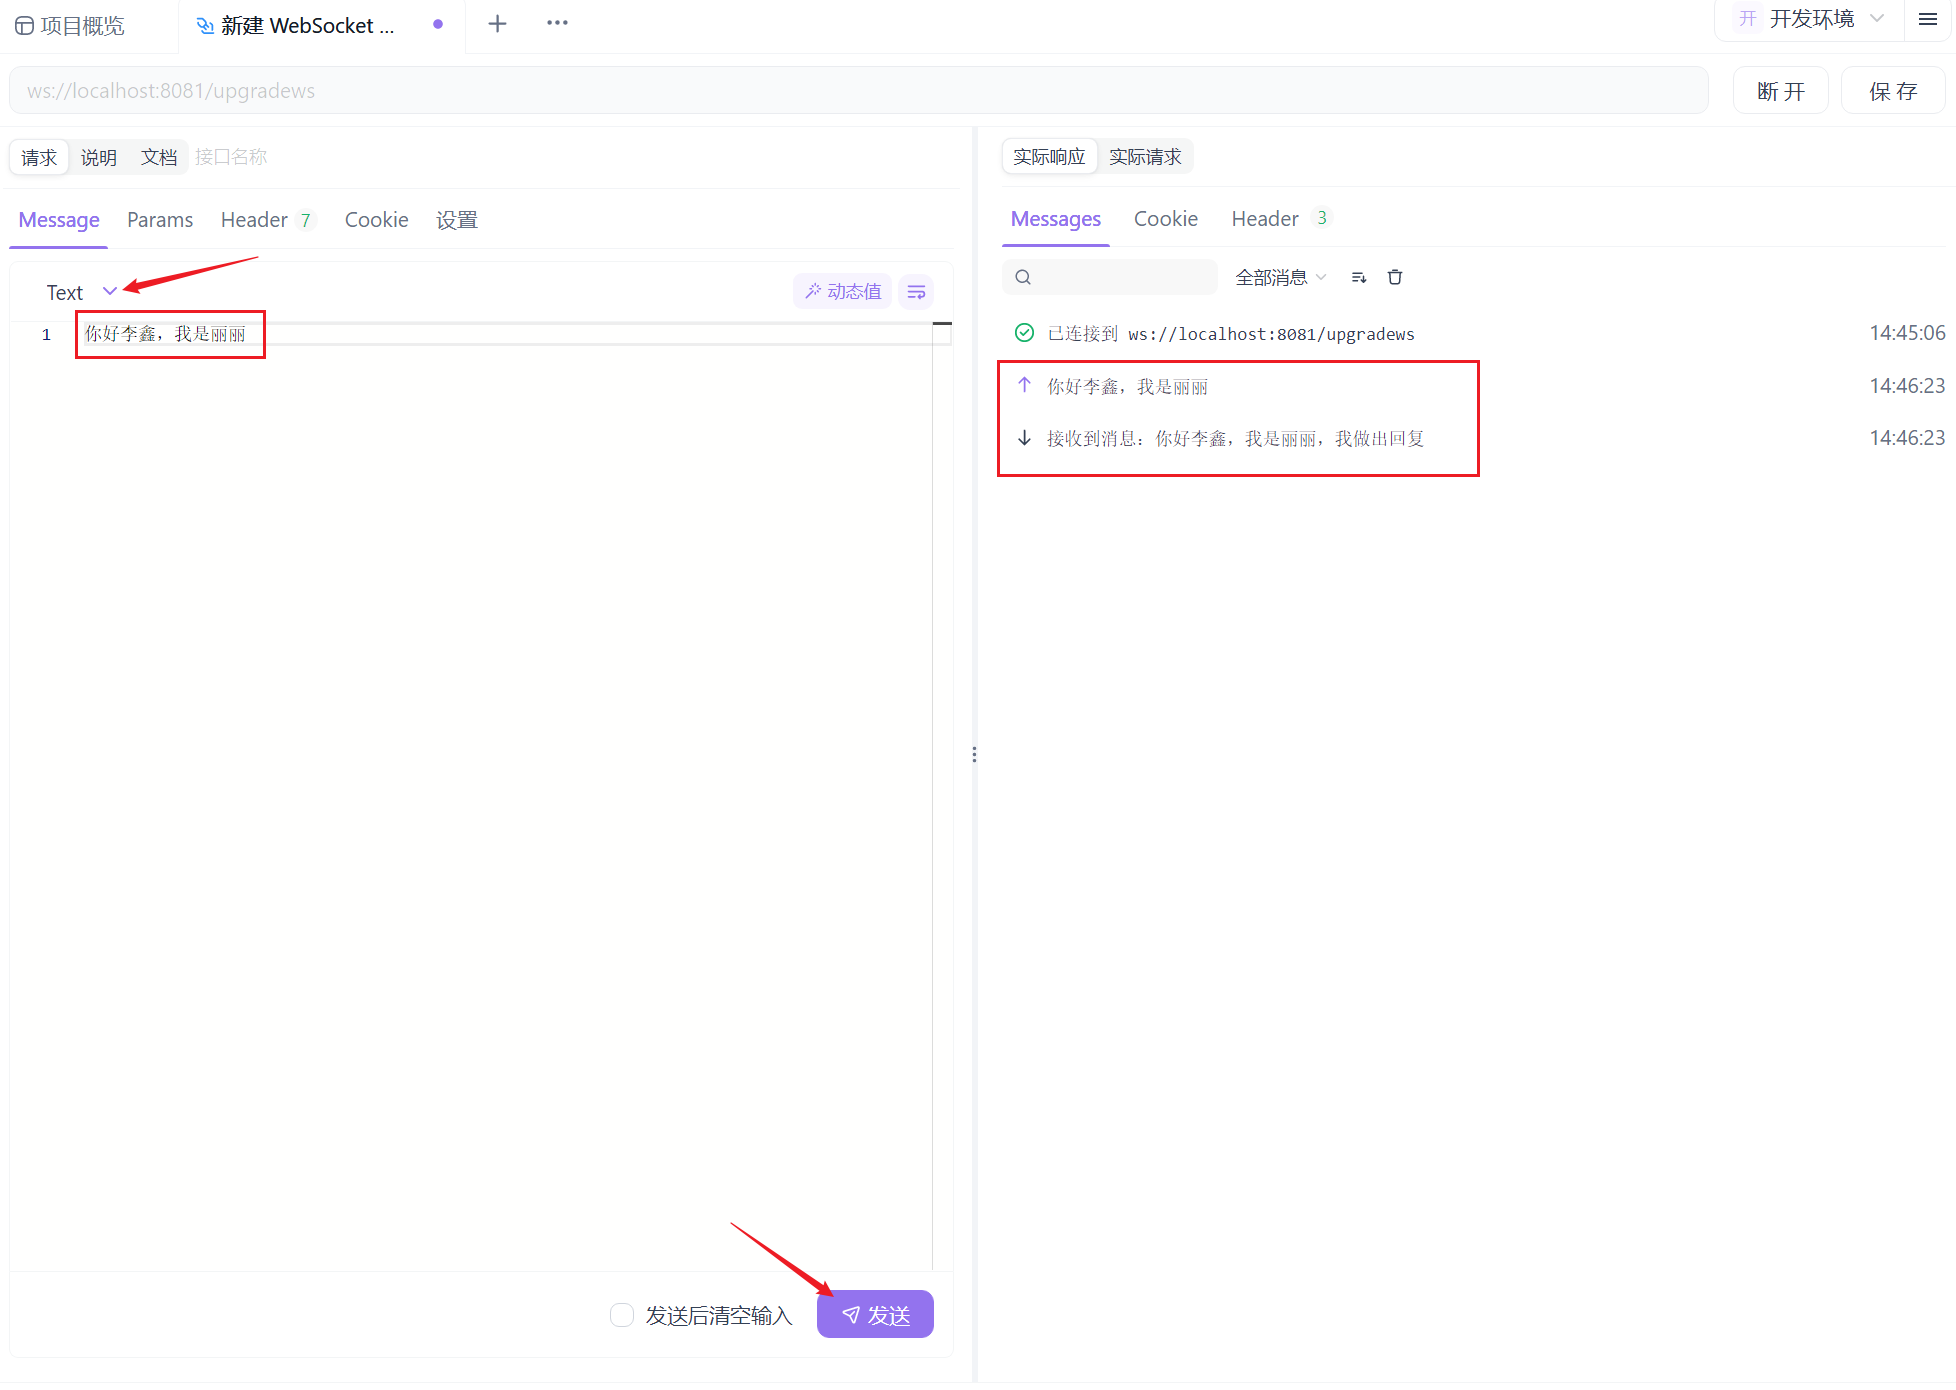 项目概览
新建 WebSocket ...
开 开发环境
ws://localhost:8081/upgradews
断 开
保 存
请求 说明 文档 接口名称
Message Params Header 7 Cookie 设置
Text
动态值
1 你好李鑫，我是丽丽
发送后清空输入
发送
实际响应 实际请求
Messages Cookie Header 3
全部消息
已连接到 ws://localhost:8081/upgradews 14:45:06
你好李鑫，我是丽丽 14:46:23
接收到消息：你好李鑫，我是丽丽，我做出回复 14:46:23